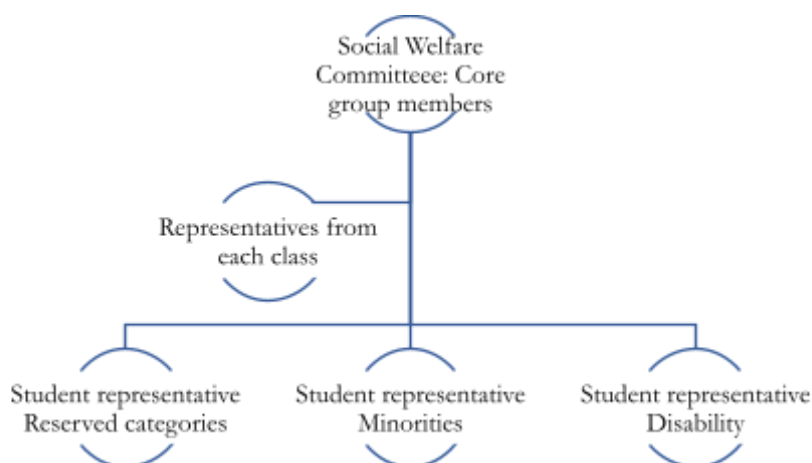 Social Welfare
Committeee: Core
group members
Representatives from
each class
Student representative
Reserved categories
Student representative
Minorities
Student representative
Disability